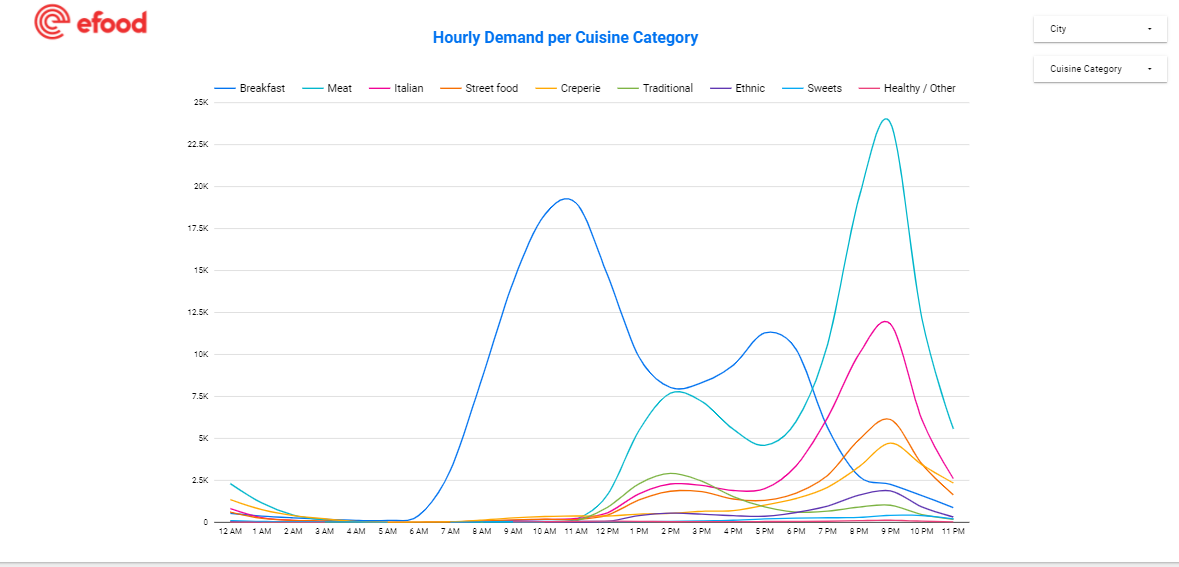 efood
Hourly Demand per Cuisine Category
City
Cuisine Category
Breakfast Meat Italian Street food Creperie Traditional Ethnic Sweets Healthy / Other
25K
22.5K
20K
17.5K
15K
12.5K
10K
7.5K
5K
2.5K
0
12 AM 1 AM 2 AM 3 AM 4 AM 5 AM 6 AM 7 AM 8 AM 9 AM 10 AM 11 AM 12 PM 1 PM 2 PM 3 PM 4 PM 5 PM 6 PM 7 PM 8 PM 9 PM 10 PM 11 PM